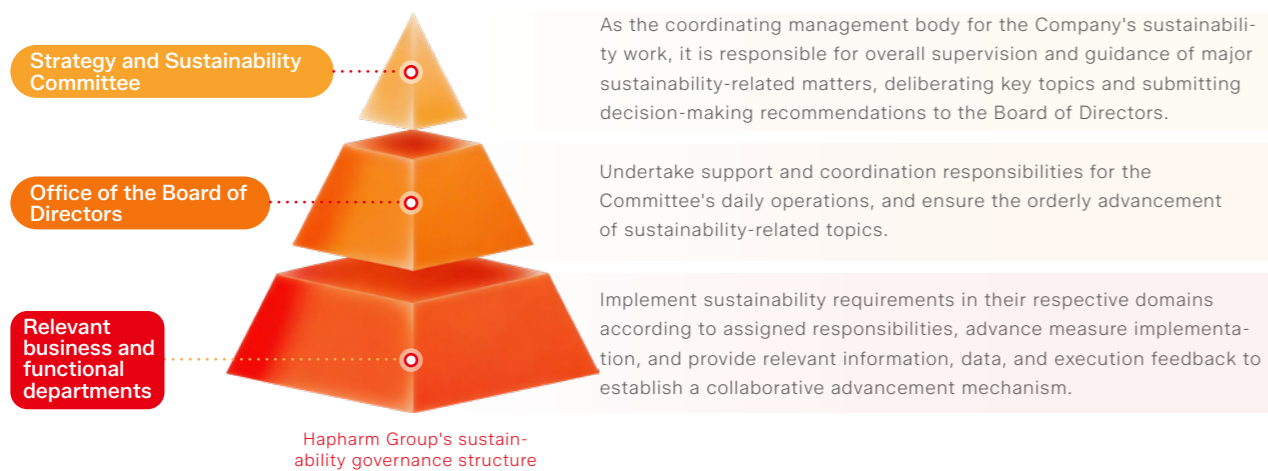 Strategy and Sustainability
Committee
As the coordinating management body for the Company's sustainabili-
ty work, it is responsible for overall supervision and guidance of major
sustainability-related matters, deliberating key topics and submitting
decision-making recommendations to the Board of Directors.
Office of the Board of
Directors
Undertake support and coordination responsibilities for the
Committee's daily operations, and ensure the orderly advancement
of sustainability-related topics.
Relevant
business and
functional
departments
Implement sustainability requirements in their respective domains
according to assigned responsibilities, advance measure implementa-
tion, and provide relevant information, data, and execution feedback to
establish a collaborative advancement mechanism.
Hapharm Group's sustain-
ability governance structure